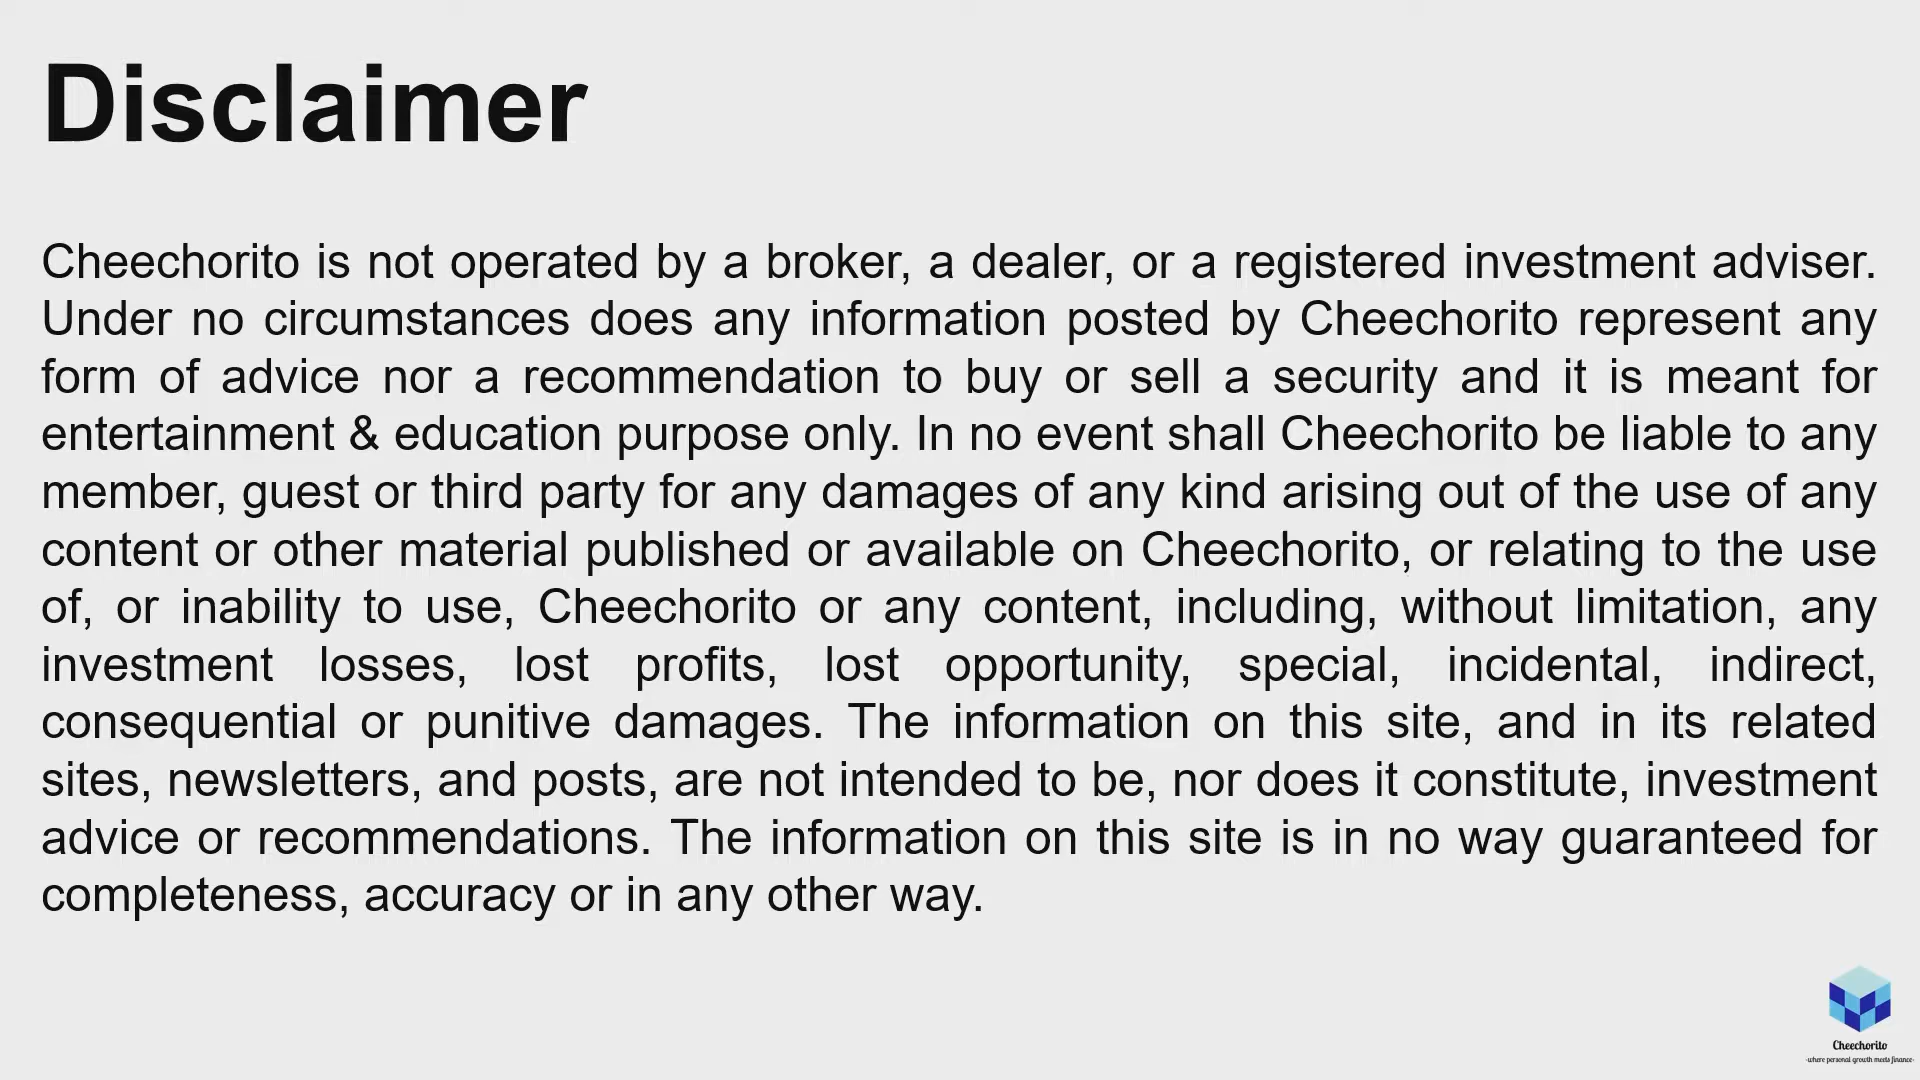 Disclaimer
Cheechorito is not operated by a broker, a dealer, or a registered investment adviser.
Under no circumstances does any information posted by Cheechorito represent any
form of advice nor a recommendation to buy or sell a security and it is meant for
entertainment & education purpose only. In no event shall Cheechorito be liable to any
member, guest or third party for any damages of any kind arising out of the use of any
content or other material published or available on Cheechorito, or relating to the use
of, or inability to use, Cheechorito or any content, including, without limitation, any
investment losses, lost profits, lost opportunity, special, incidental, indirect,
consequential or punitive damages. The information on this site, and in its related
sites, newsletters, and posts, are not intended to be, nor does it constitute, investment
advice or recommendations. The information on this site is in no way guaranteed for
completeness, accuracy or in any other way.
Cheechorito
-where personal growth meets finance-